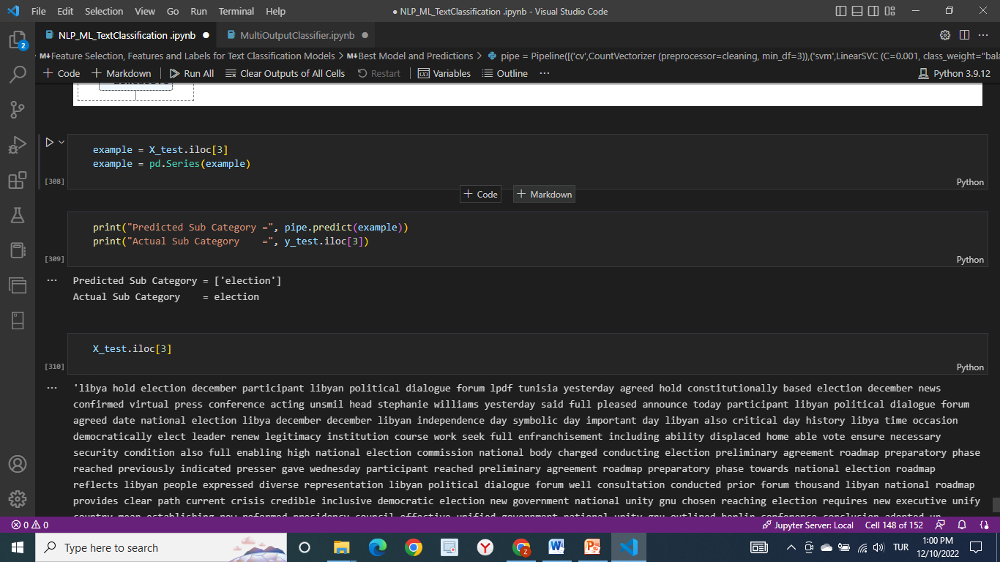 File Edit Selection View Go Run Terminal Help
● NLP_ML_TextClassification .ipynb - Visual Studio Code
NLP_ML_TextClassification .ipynb ●
MultiOutputClassifier.ipynb ●
M↓Feature Selection, Features and Labels for Text Classification Models > M↓Best Model and Predictions > pipe = Pipeline([('cv',CountVectorizer (preprocessor=cleaning, min_df=3)),('svm',LinearSVC (C=0.001, class_weight="bala
+ Code + Markdown | Run All Clear Outputs of All Cells Restart | Variables Outline ··· Python 3.9.12
2
example = X_test.iloc[3]
example = pd.Series(example)
[308]
Python
+ Code + Markdown
print("Predicted Sub Category =", pipe.predict(example))
print("Actual Sub Category    =", y_test.iloc[3])
[309]
Python
Predicted Sub Category = ['election']
Actual Sub Category    = election
X_test.iloc[3]
[310]
Python
'libya hold election december participant libyan political dialogue forum lpdf tunisia yesterday agreed hold constitutionally based election december news
confirmed virtual press conference acting unsmil head stephanie williams yesterday said full pleased announce today participant libyan political dialogue forum
agreed date national election libya december december libyan independence day symbolic day important day libyan also critical day history libya time occasion
democratically elect leader renew legitimacy institution course work seek full enfranchisement including ability displaced home able vote ensure necessary
security condition also full enabling high national election commission national body charged conducting election preliminary agreement roadmap preparatory phase
reached previously indicated presser gave wednesday participant reached preliminary agreement roadmap preparatory phase towards national election roadmap
reflects libyan people expressed diverse representation libyan political dialogue forum well consultation conducted prior forum thousand libyan national roadmap
provides clear path current crisis credible inclusive democratic election new government national unity gnu chosen reaching election requires new executive unify
0 0
Jupyter Server: Local Cell 148 of 152
Type here to search
TUR
1:00 PM
12/10/2022